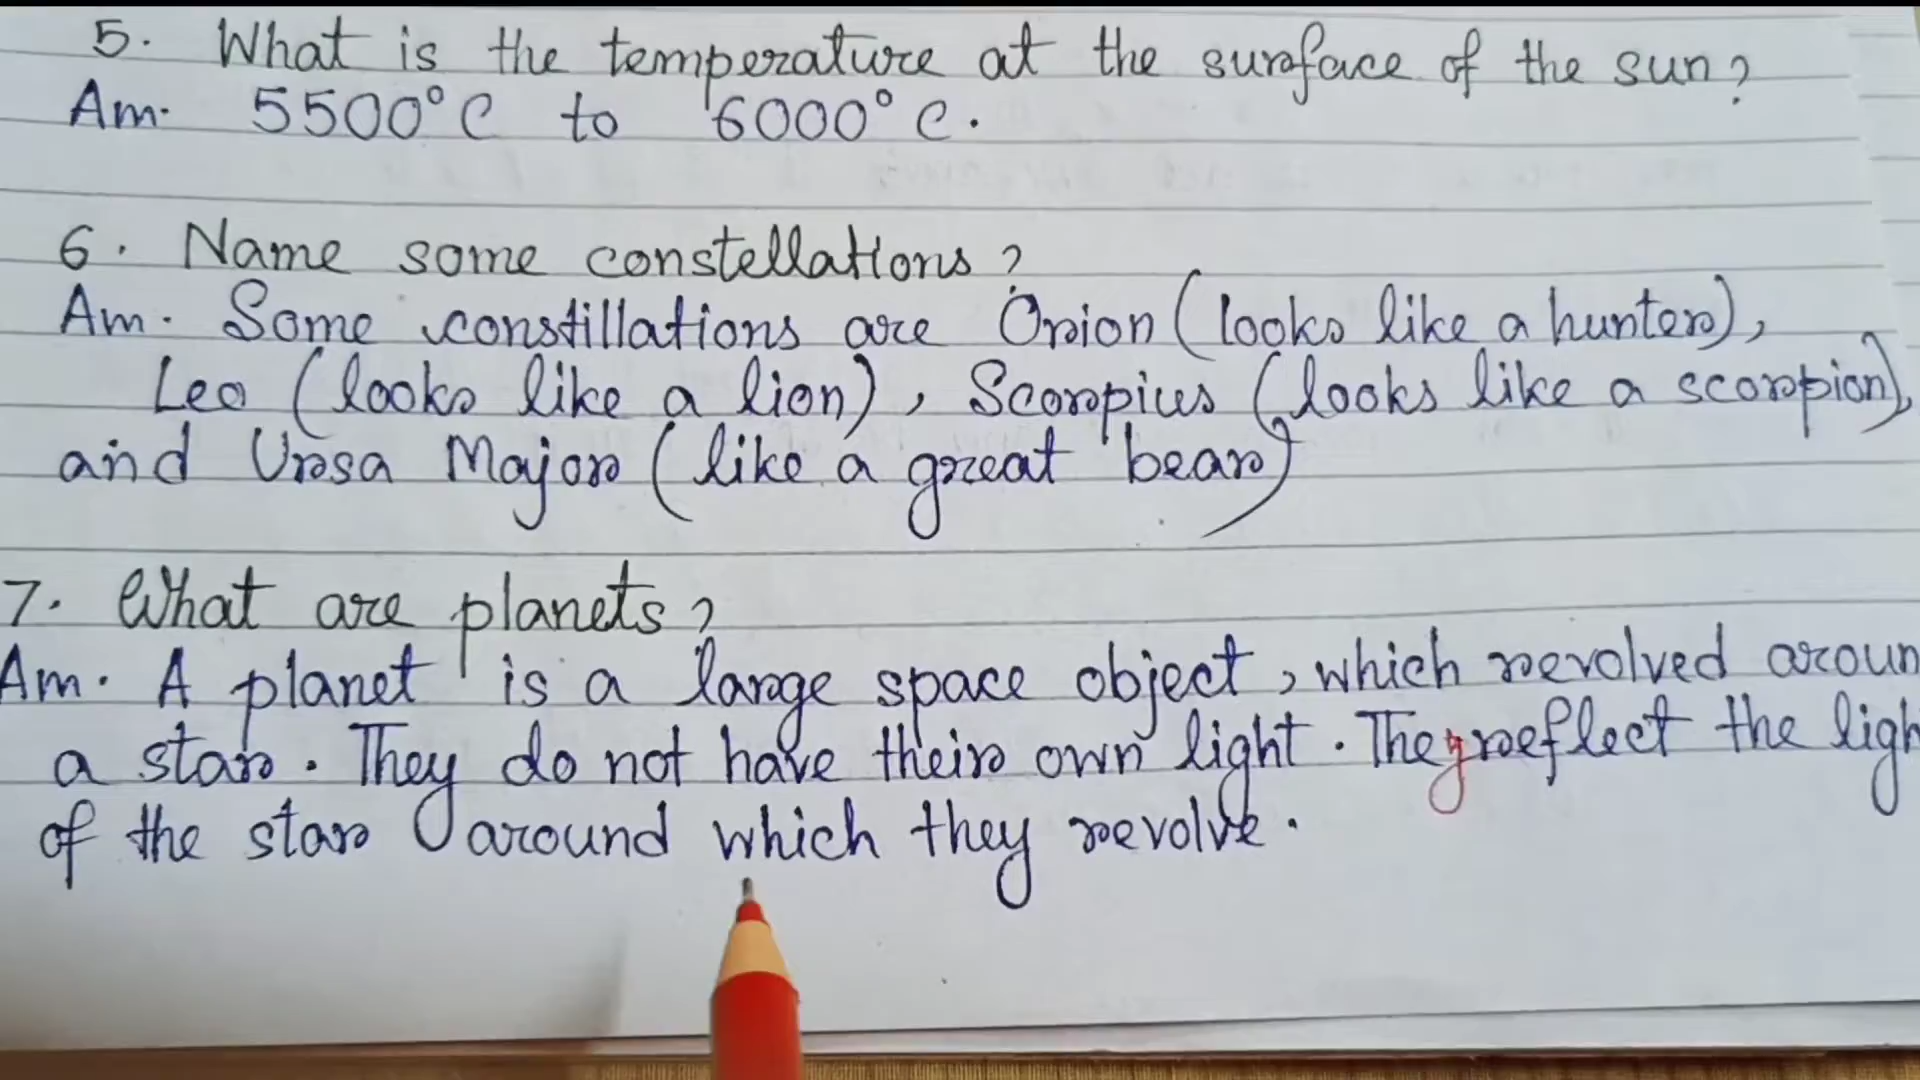 5. What is the temperature at the surface of the sun?
Ans. 5500°C to 6000°C.
6. Name some constellations?
Ans. Some constillations are Orion (looks like a hunter),
Leo (looks like a lion), Scorpius (looks like a scorpion),
and Ursa Major (like a great bear)
7. What are planets?
Ans. A planet is a large space object, which revolved aroun
a star. They do not have their own light. They reflect the ligh
of the star around which they revolve.